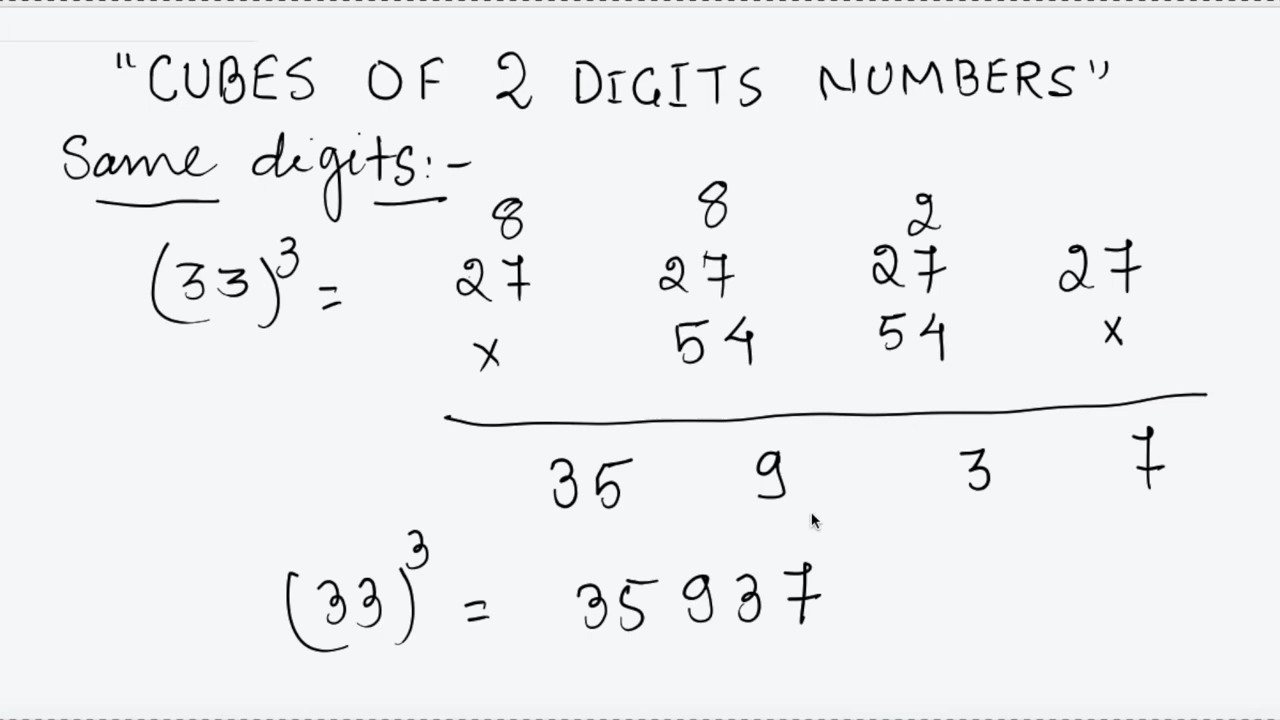 "CUBES OF 2 DIGITS NUMBERS"
Same digits:-
8 8 2
(33)³ = 27 27 27 27
x 54 54 x
35 9 3 7
(33)³ = 35937